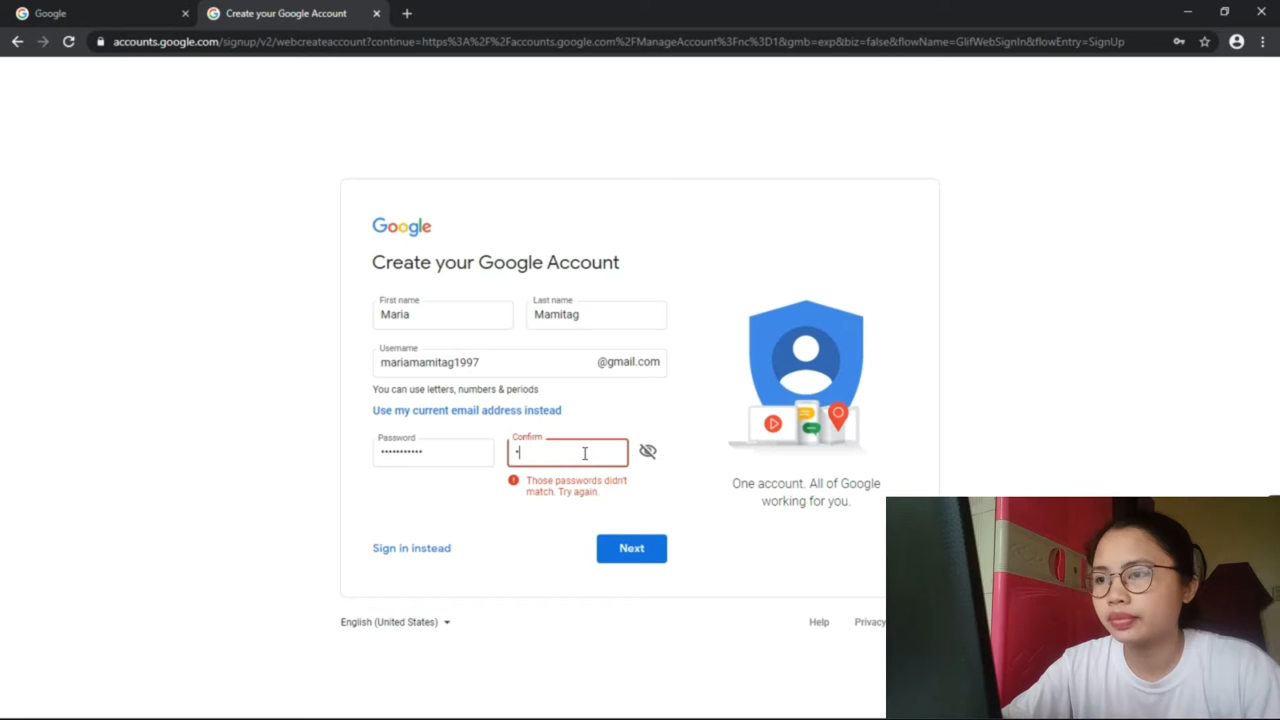 Google
Create your Google Account
accounts.google.com/signup/v2/webcreateaccount?continue=https%3A%2F%2Faccounts.google.com%2FManageAccount%3Fnc%3D1&gmb=exp&biz=false&flowName=GlifWebSignIn&flowEntry=SignUp
Google
Create your Google Account
First name
Maria
Last name
Mamitag
Username
mariamamitag1997
@gmail.com
You can use letters, numbers & periods
Use my current email address instead
Password
•••••••••••
Confirm
•
Those passwords didn't
match. Try again.
One account. All of Google
working for you.
Sign in instead
Next
English (United States)
Help
Privacy